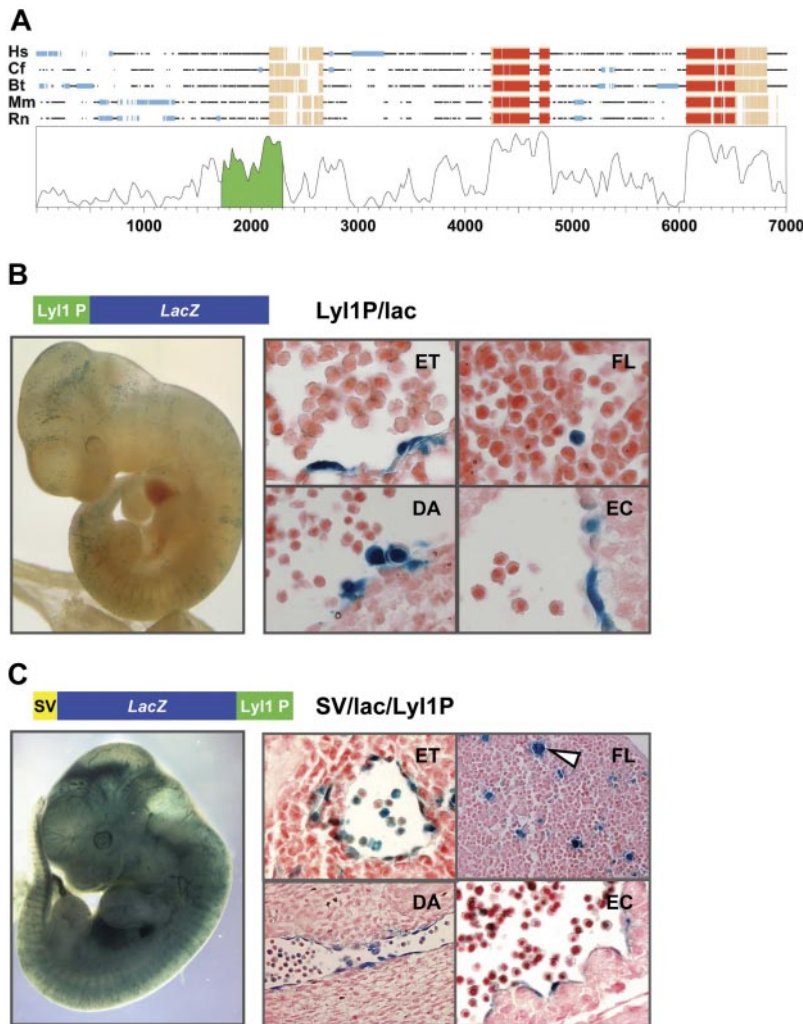 A
Hs
Cf
Bt
Mm
Rn
1000 2000 3000 4000 5000 6000 7000
B
Lyl1 P LacZ Lyl1P/lac
ET FL
DA EC
C
SV LacZ Lyl1 P SV/lac/Lyl1P
ET FL
DA EC